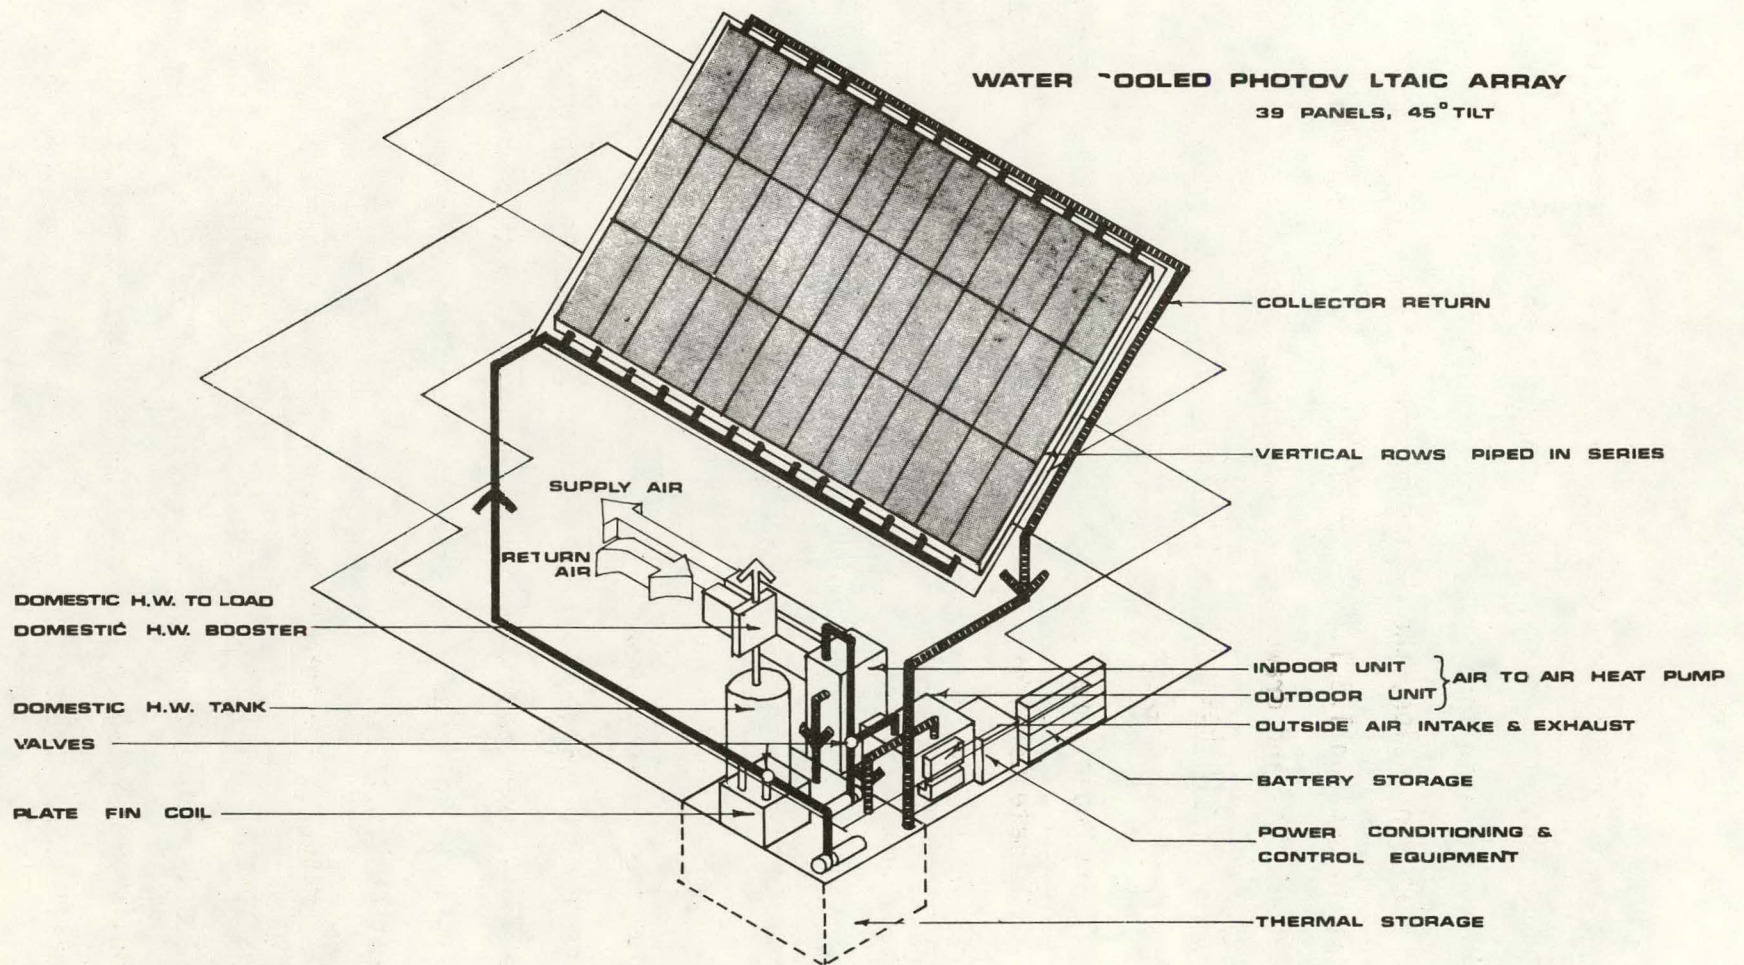 WATER COOLED PHOTOV LTAIC ARRAY
39 PANELS, 45° TILT
COLLECTOR RETURN
VERTICAL ROWS PIPED IN SERIES
SUPPLY AIR
RETURN
AIR
DOMESTIC H.W. TO LOAD
DOMESTIC H.W. BOOSTER
DOMESTIC H.W. TANK
VALVES
PLATE FIN COIL
INDOOR UNIT
OUTDOOR UNIT
AIR TO AIR HEAT PUMP
OUTSIDE AIR INTAKE & EXHAUST
BATTERY STORAGE
POWER CONDITIONING &
CONTROL EQUIPMENT
THERMAL STORAGE